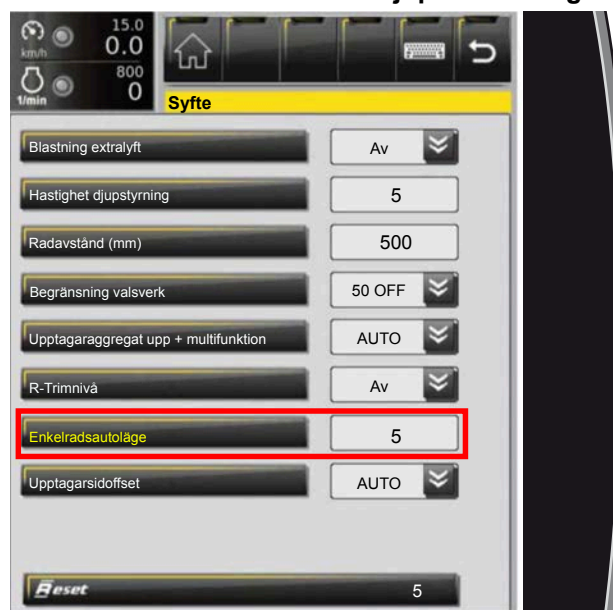 15.0
km/h 0.0
800
1/min 0
Syfte
Blastning extralyft Av
Hastighet djupstyrning 5
Radavstånd (mm) 500
Begränsning valsverk 50 OFF
Upptagaraggregat upp + multifunktion AUTO
R-Trimnivå Av
Enkelradsautoläge 5
Upptagarsidoffset AUTO
Reset 5